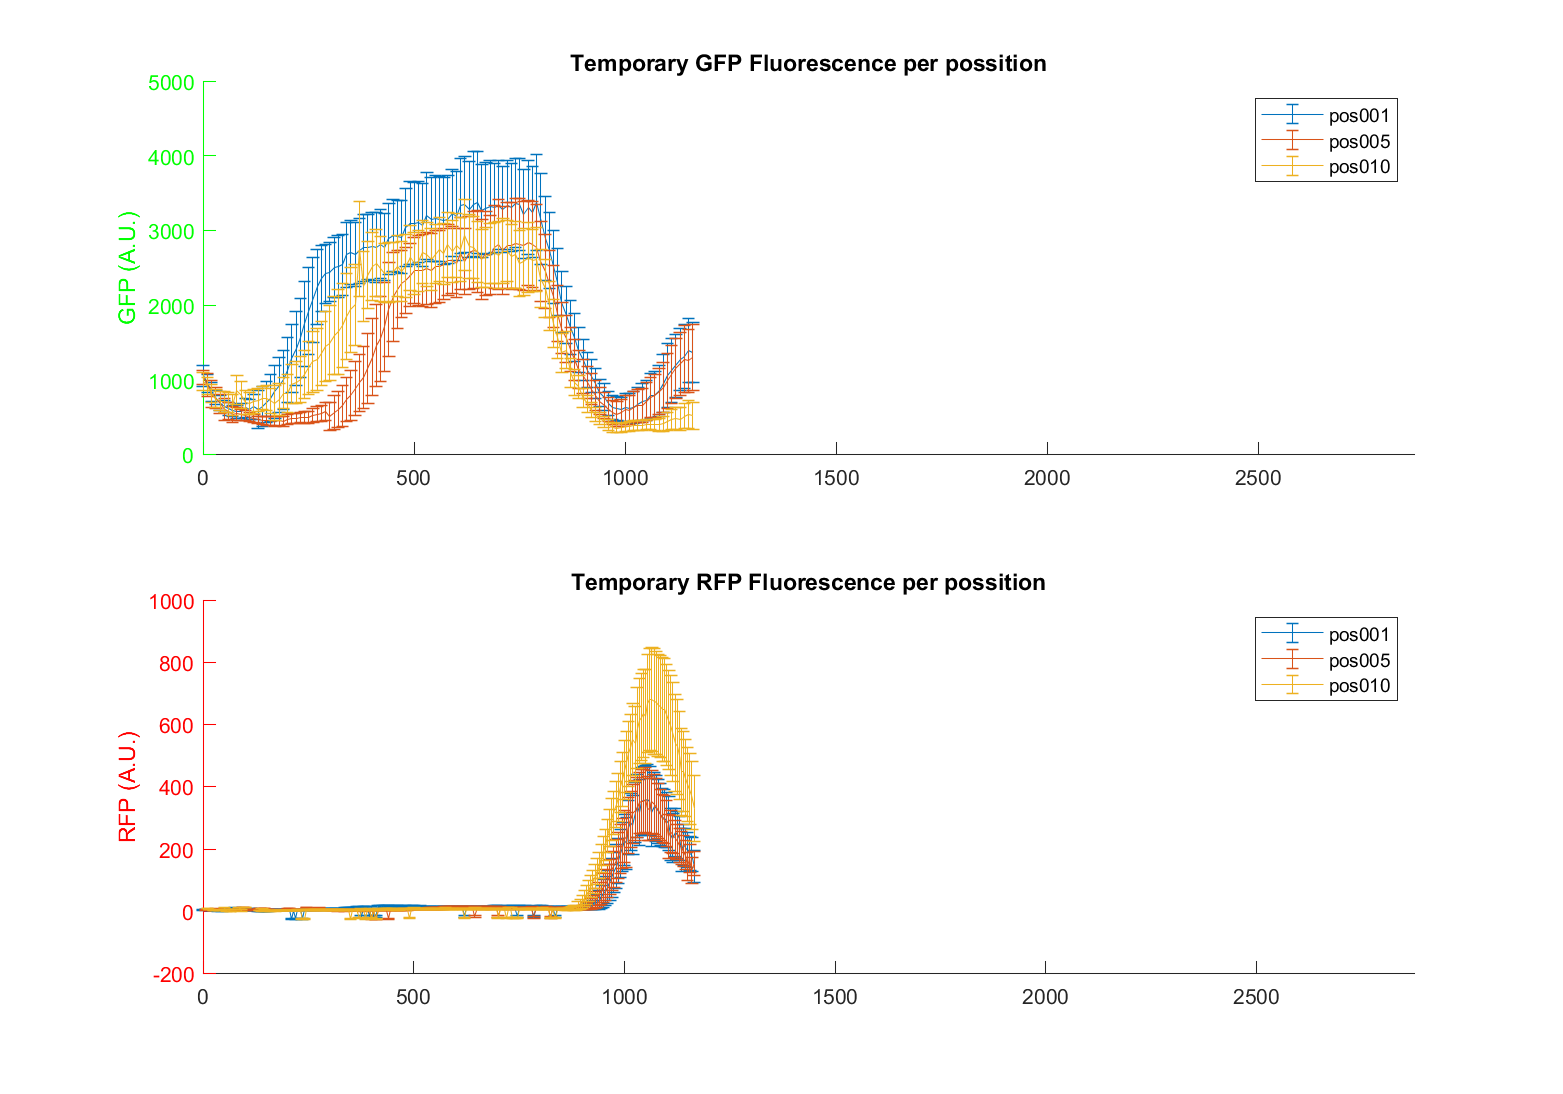 Temporary GFP Fluorescence per possition
5000
4000
3000
2000
1000
0
GFP (A.U.)
pos001
pos005
pos010
0 500 1000 1500 2000 2500
Temporary RFP Fluorescence per possition
1000
800
600
400
200
0
-200
RFP (A.U.)
pos001
pos005
pos010
0 500 1000 1500 2000 2500